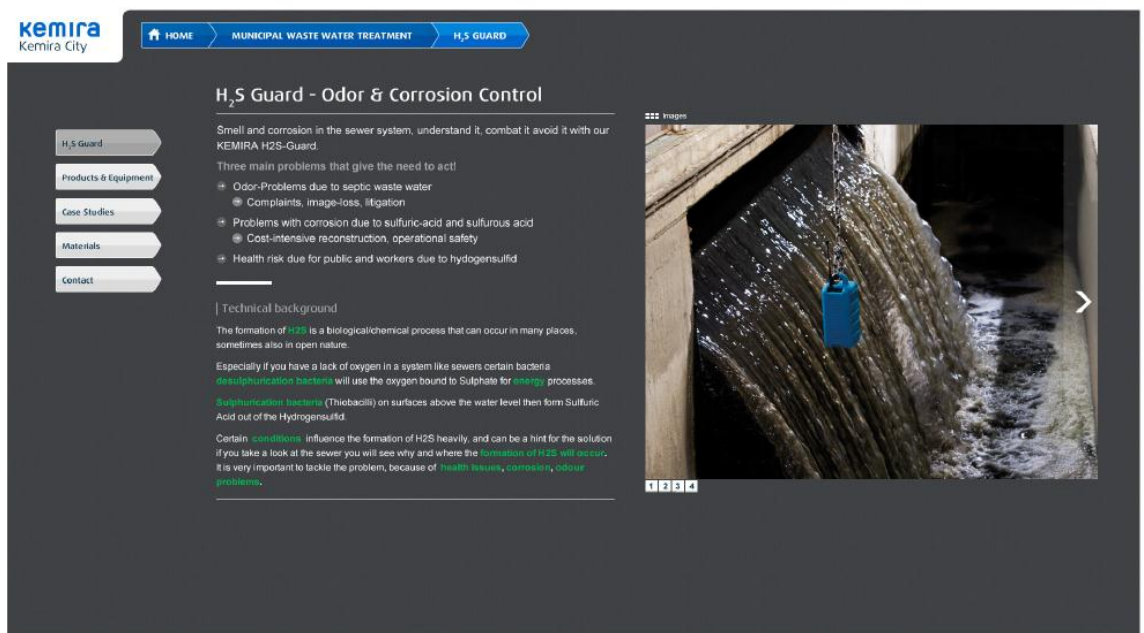 Kemira
Kemira City
HOME
MUNICIPAL WASTE WATER TREATMENT
H₂S GUARD
H₂S Guard
Products & Equipment
Case Studies
Materials
Contact
H₂S Guard - Odor & Corrosion Control
Smell and corrosion in the sewer system, understand it, combat it avoid it with our
KEMIRA H2S-Guard.
Three main problems that give the need to act!
Odor-Problems due to septic waste water
Complaints, image-loss, litigation
Problems with corrosion due to sulfuric-acid and sulfurous acid
Cost-intensive reconstruction, operational safety
Health risk due for public and workers due to hydogensulfid
Technical background
The formation of H2S is a biological/chemical process that can occur in many places,
sometimes also in open nature.
Especially if you have a lack of oxygen in a system like sewers certain bacteria
desulphurication bacteria will use the oxygen bound to Sulphate for energy processes.
Sulphurication bacteria (Thiobacilli) on surfaces above the water level then form Sulfuric
Acid out of the Hydrogensulfid.
Certain conditions influence the formation of H2S heavily, and can be a hint for the solution
if you take a look at the sewer you will see why and where the formation of H2S will occur.
It is very important to tackle the problem, because of health issues, corrosion, odour
problems.
Images
1 2 3 4